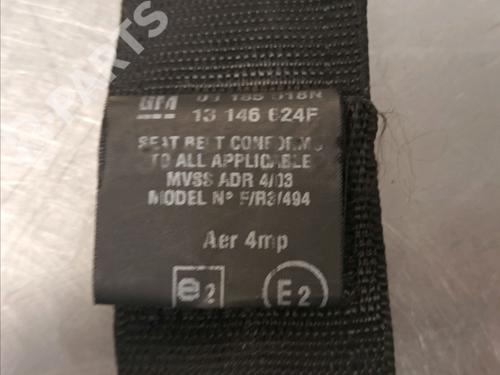 GM
13 146 624F
SEAT BELT CONFORMS
TO ALL APPLICABLE
MVSS ADR 4/03
MODEL Nº F/R3/494
Aer 4mp
e2 E2
PARTS